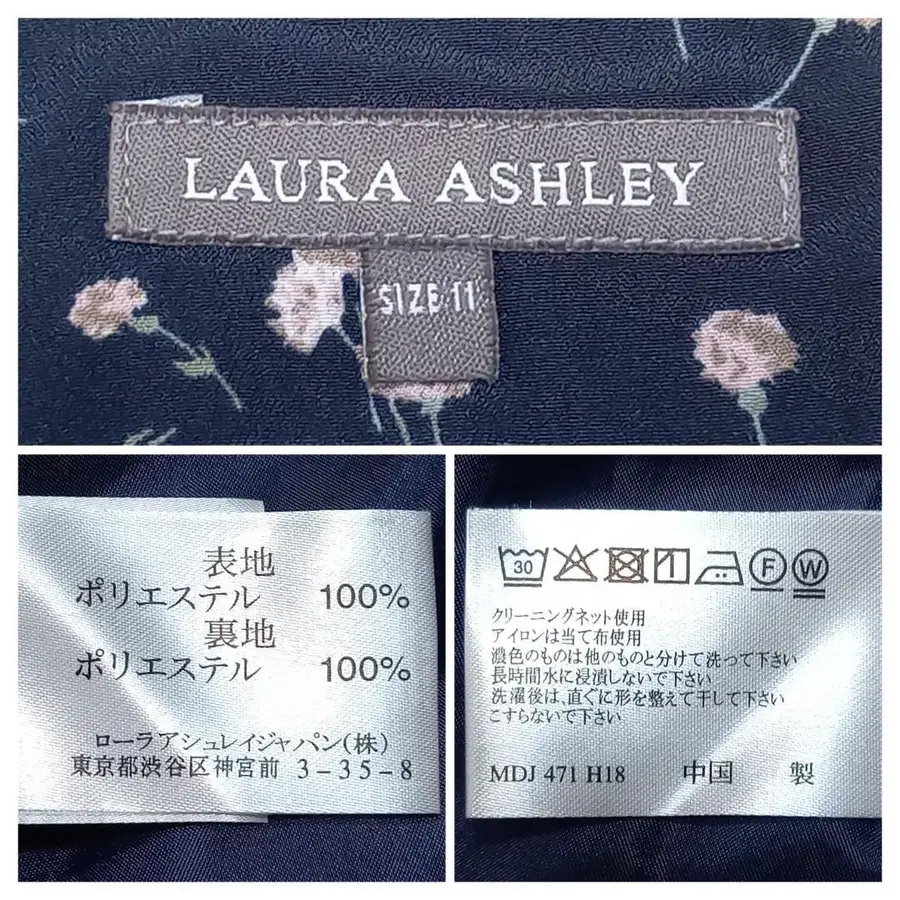 LAURA ASHLEY
SIZE 11
表地
ポリエステル 100%
裏地
ポリエステル 100%
ローラアシュレイジャパン(株)
東京都渋谷区神宮前 3-35-8
30 F W
クリーニングネット使用
アイロンは当て布使用
濃色のものは他のものと分けて洗って下さい
長時間水に浸漬しないで下さい
洗濯後は、直ぐに形を整えて干して下さい
こすらないで下さい
MDJ 471 H18 中国 製